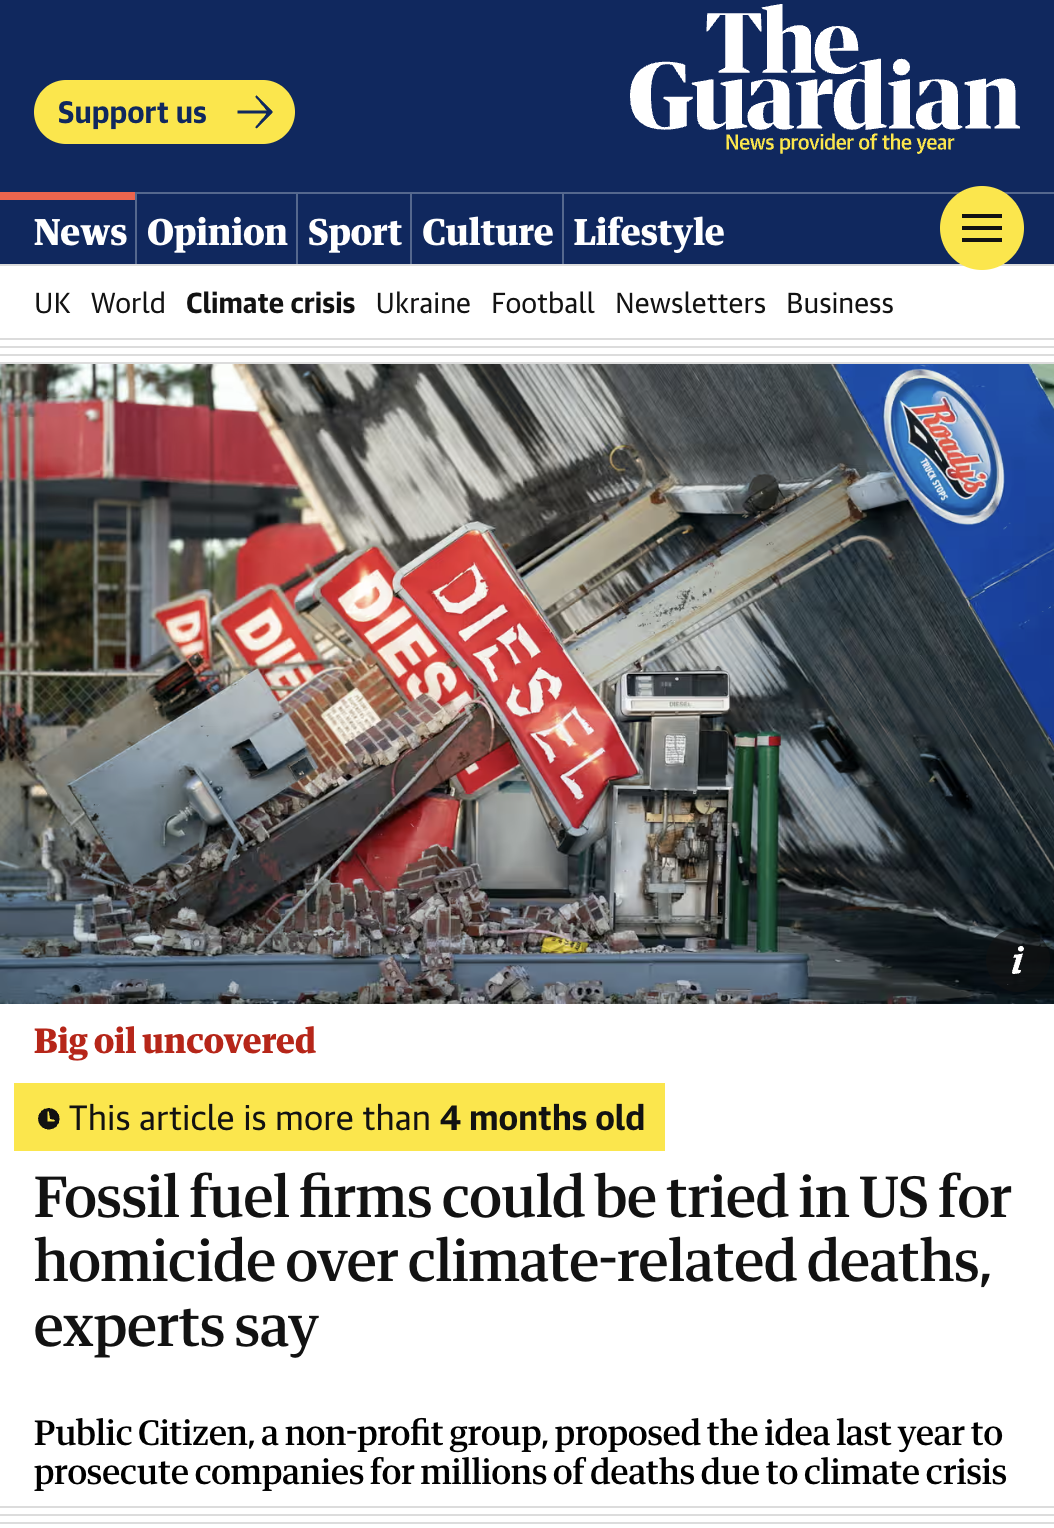 Support us
The
Guardian
News provider of the year
News Opinion Sport Culture Lifestyle
UK World Climate crisis Ukraine Football Newsletters Business
Roady's
TRUCK STOPS
DI
DIE
DIESEL
DIESEL
DIESEL
i
Big oil uncovered
This article is more than 4 months old
Fossil fuel firms could be tried in US for
homicide over climate-related deaths,
experts say
Public Citizen, a non-profit group, proposed the idea last year to
prosecute companies for millions of deaths due to climate crisis